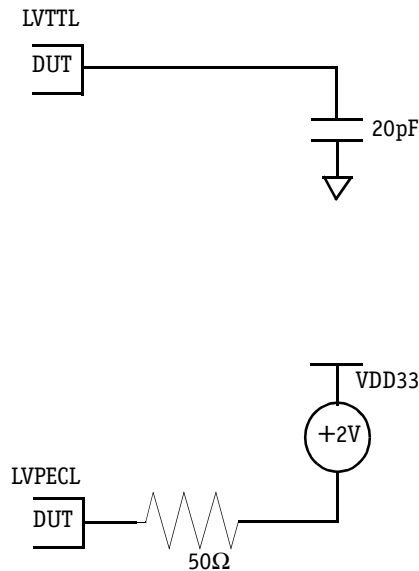 LVTTL
DUT
20pF
VDD33
+2V
LVPECL
DUT
50Ω